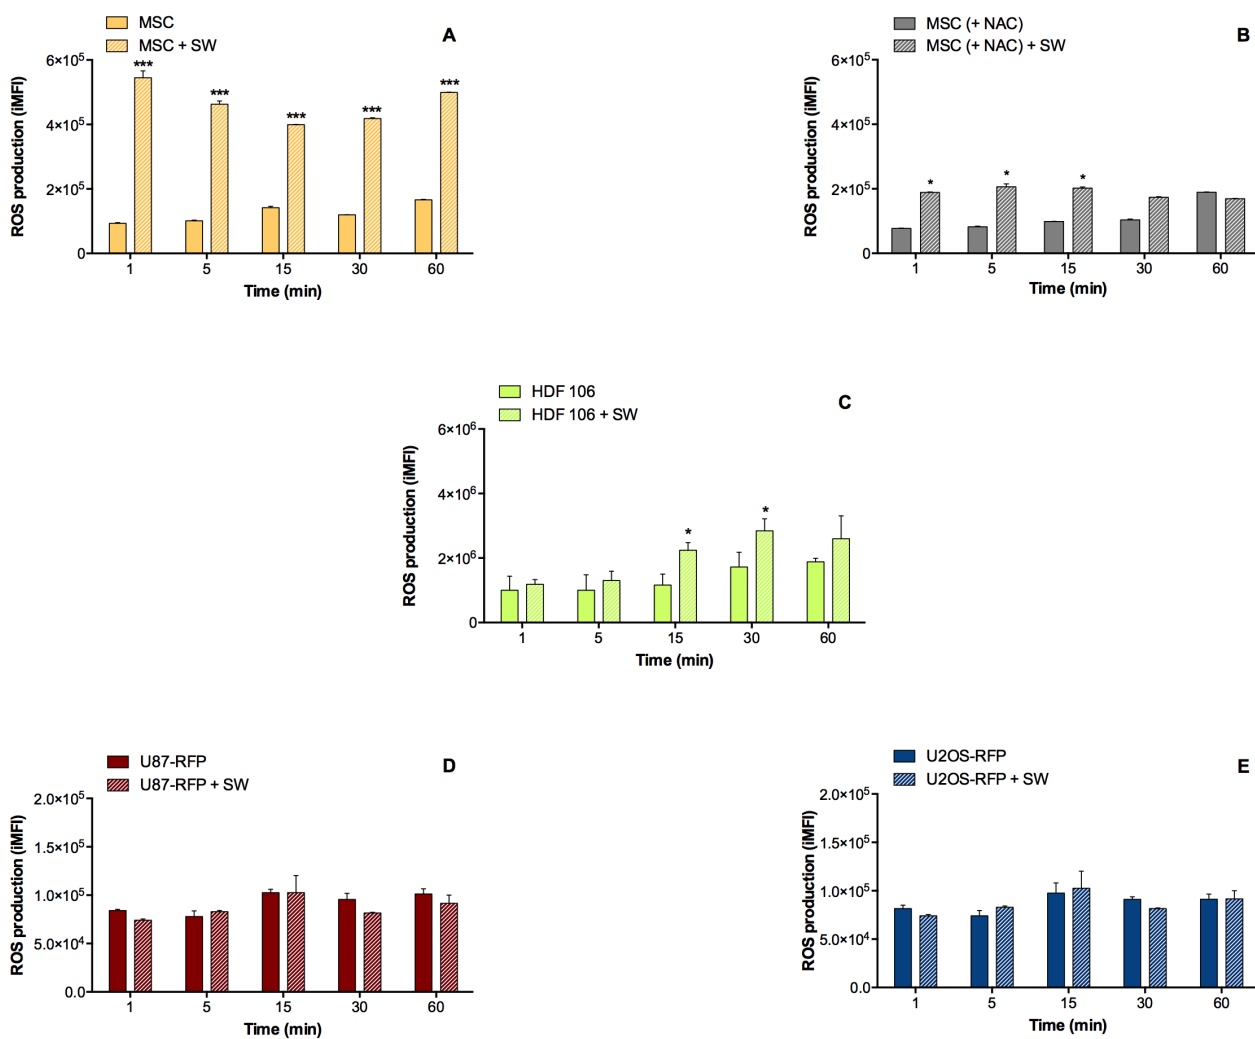 MSC
MSC + SW
A
***
***
***
***
***
6×10⁵
4×10⁵
2×10⁵
0
ROS production (iMFI)
1 5 15 30 60
Time (min)
MSC (+ NAC)
MSC (+ NAC) + SW
B
6×10⁵
4×10⁵
2×10⁵
0
* * *
ROS production (iMFI)
1 5 15 30 60
Time (min)
HDF 106
HDF 106 + SW
C
6×10⁶
4×10⁶
2×10⁶
0
* *
ROS production (iMFI)
1 5 15 30 60
Time (min)
U87-RFP
U87-RFP + SW
D
2.0×10⁵
1.5×10⁵
1.0×10⁵
5.0×10⁴
0.0
ROS production (iMFI)
1 5 15 30 60
Time (min)
U2OS-RFP
U2OS-RFP + SW
E
2.0×10⁵
1.5×10⁵
1.0×10⁵
5.0×10⁴
0.0
ROS production (iMFI)
1 5 15 30 60
Time (min)